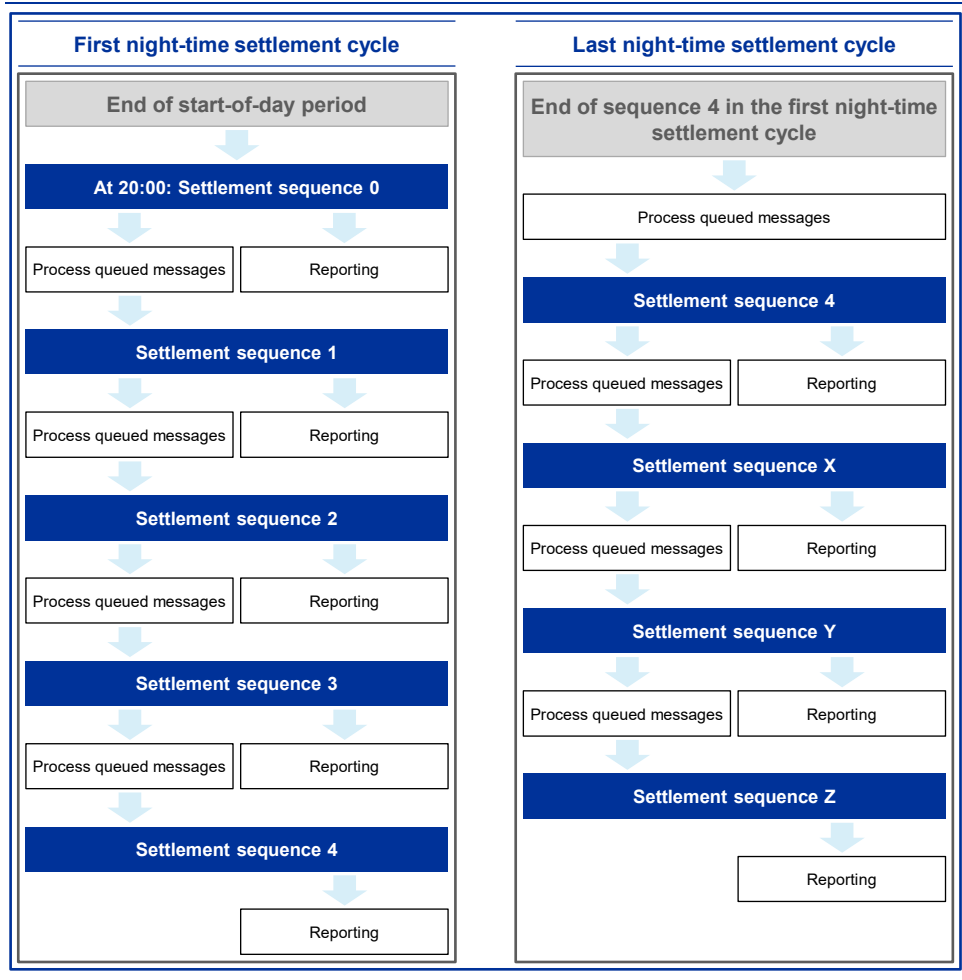 First night-time settlement cycle
End of start-of-day period
At 20:00: Settlement sequence 0
Process queued messages
Reporting
Settlement sequence 1
Process queued messages
Reporting
Settlement sequence 2
Process queued messages
Reporting
Settlement sequence 3
Process queued messages
Reporting
Settlement sequence 4
Reporting
Last night-time settlement cycle
End of sequence 4 in the first night-time
settlement cycle
Process queued messages
Settlement sequence 4
Process queued messages
Reporting
Settlement sequence X
Process queued messages
Reporting
Settlement sequence Y
Process queued messages
Reporting
Settlement sequence Z
Reporting